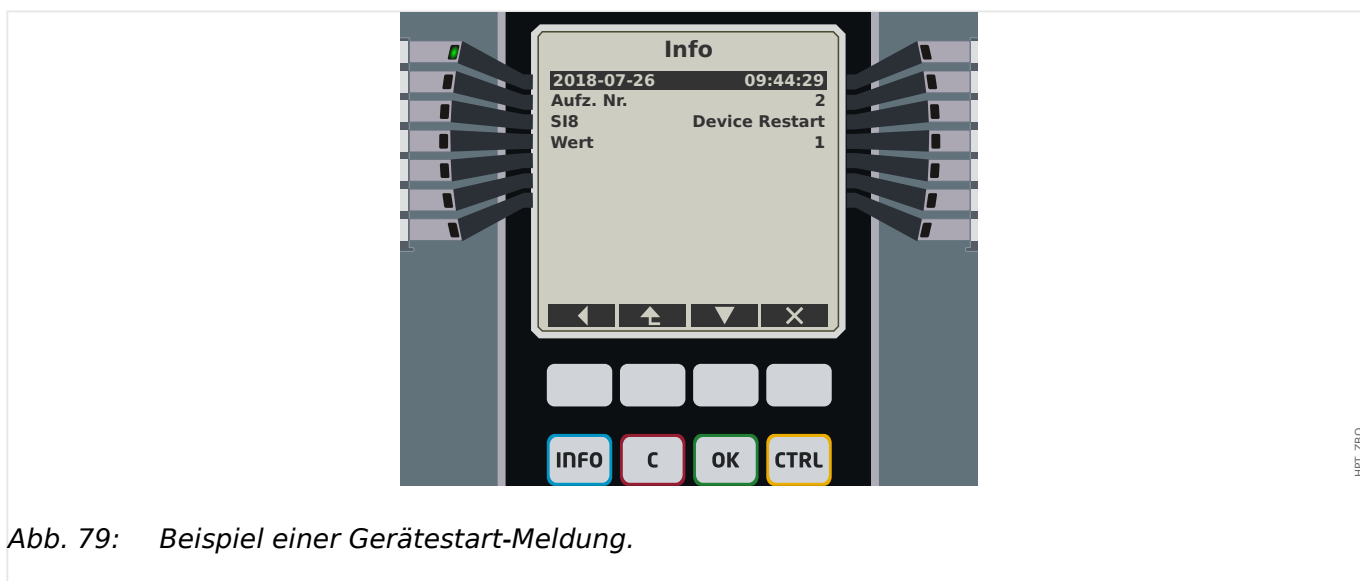 Info
2018-07-26 09:44:29
Aufz. Nr. 2
SI8 Device Restart
Wert 1
INFO C OK CTRL
HPT_ZBO
Abb. 79: Beispiel einer Gerätestart-Meldung.